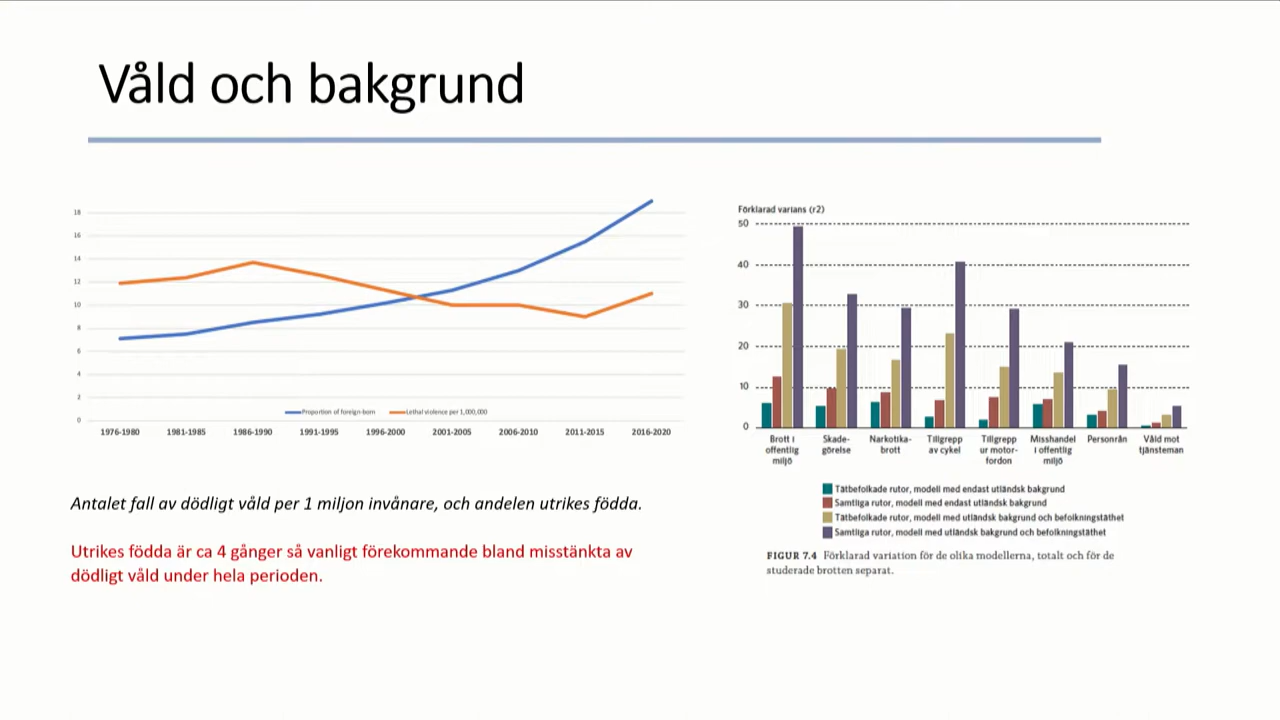 Våld och bakgrund
18
16
14
12
10
8
6
4
2
0
Proportion of foreign-born
Lethal violence per 1,000,000
1976-1980
1981-1985
1986-1990
1991-1995
1996-2000
2001-2005
2006-2010
2011-2015
2016-2020
Antalet fall av dödligt våld per 1 miljon invånare, och andelen utrikes födda.
Utrikes födda är ca 4 gånger så vanligt förekommande bland misstänkta av
dödligt våld under hela perioden.
Förklarad varians (r2)
50
40
30
20
10
0
Brott i
offentlig
miljö
Skade-
görelse
Narkotika-
brott
Tillgrepp
av cykel
Tillgrepp
ur motor-
fordon
Misshandel
i offentlig
miljö
Personrån
Våld mot
tjänsteman
Tätbefolkade rutor, modell med endast utländsk bakgrund
Samtliga rutor, modell med endast utländsk bakgrund
Tätbefolkade rutor, modell med utländsk bakgrund och befolkningstäthet
Samtliga rutor, modell med utländsk bakgrund och befolkningstäthet
FIGUR 7.4 Förklarad variation för de olika modellerna, totalt och för de
studerade brotten separat.